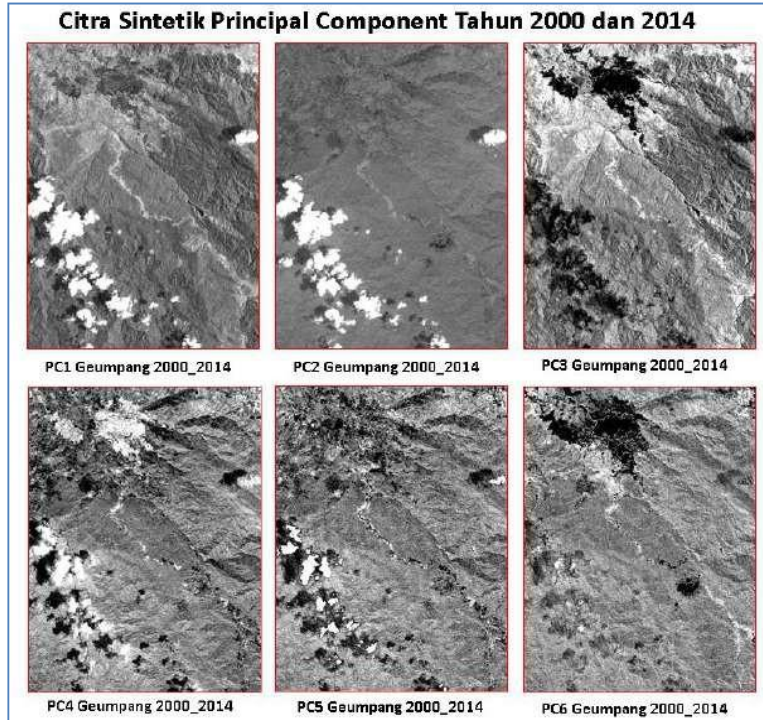 Citra Sintetik Principal Component Tahun 2000 dan 2014
PC1 Geumpang 2000_2014
PC2 Geumpang 2000_2014
PC3 Geumpang 2000_2014
PC4 Geumpang 2000_2014
PC5 Geumpang 2000_2014
PC6 Geumpang 2000_2014